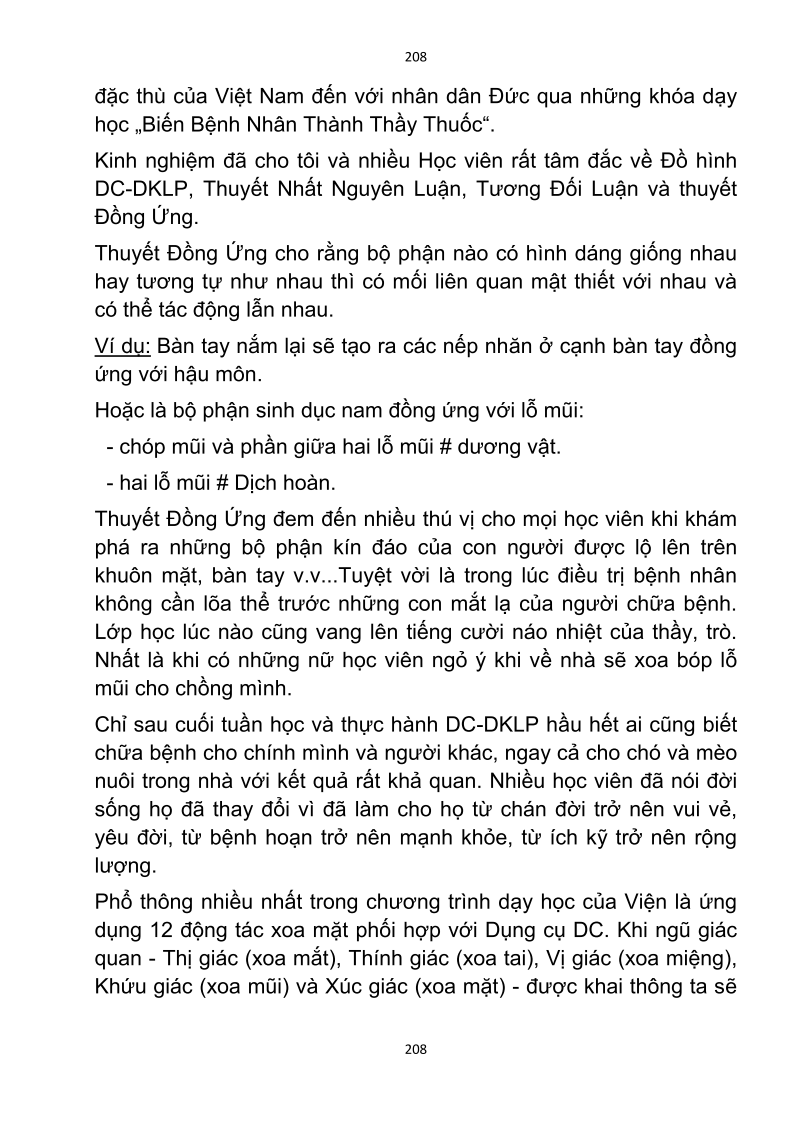 208
đặc thù của Việt Nam đến với nhân dân Đức qua những khóa dạy
học „Biến Bệnh Nhân Thành Thầy Thuốc“.
Kinh nghiệm đã cho tôi và nhiều Học viên rất tâm đắc về Đồ hình
DC-DKLP, Thuyết Nhất Nguyên Luận, Tương Đối Luận và thuyết
Đồng Ứng.
Thuyết Đồng Ứng cho rằng bộ phận nào có hình dáng giống nhau
hay tương tự như nhau thì có mối liên quan mật thiết với nhau và
có thể tác động lẫn nhau.
Ví dụ: Bàn tay nắm lại sẽ tạo ra các nếp nhăn ở cạnh bàn tay đồng
ứng với hậu môn.
Hoặc là bộ phận sinh dục nam đồng ứng với lỗ mũi:
- chóp mũi và phần giữa hai lỗ mũi # dương vật.
- hai lỗ mũi # Dịch hoàn.
Thuyết Đồng Ứng đem đến nhiều thú vị cho mọi học viên khi khám
phá ra những bộ phận kín đáo của con người được lộ lên trên
khuôn mặt, bàn tay v.v...Tuyệt vời là trong lúc điều trị bệnh nhân
không cần lõa thể trước những con mắt lạ của người chữa bệnh.
Lớp học lúc nào cũng vang lên tiếng cười náo nhiệt của thầy, trò.
Nhất là khi có những nữ học viên ngỏ ý khi về nhà sẽ xoa bóp lỗ
mũi cho chồng mình.
Chỉ sau cuối tuần học và thực hành DC-DKLP hầu hết ai cũng biết
chữa bệnh cho chính mình và người khác, ngay cả cho chó và mèo
nuôi trong nhà với kết quả rất khả quan. Nhiều học viên đã nói đời
sống họ đã thay đổi vì đã làm cho họ từ chán đời trở nên vui vẻ,
yêu đời, từ bệnh hoạn trở nên mạnh khỏe, từ ích kỹ trở nên rộng
lượng.
Phổ thông nhiều nhất trong chương trình dạy học của Viện là ứng
dụng 12 động tác xoa mặt phối hợp với Dụng cụ DC. Khi ngũ giác
quan - Thị giác (xoa mắt), Thính giác (xoa tai), Vị giác (xoa miệng),
Khứu giác (xoa mũi) và Xúc giác (xoa mặt) - được khai thông ta sẽ
208